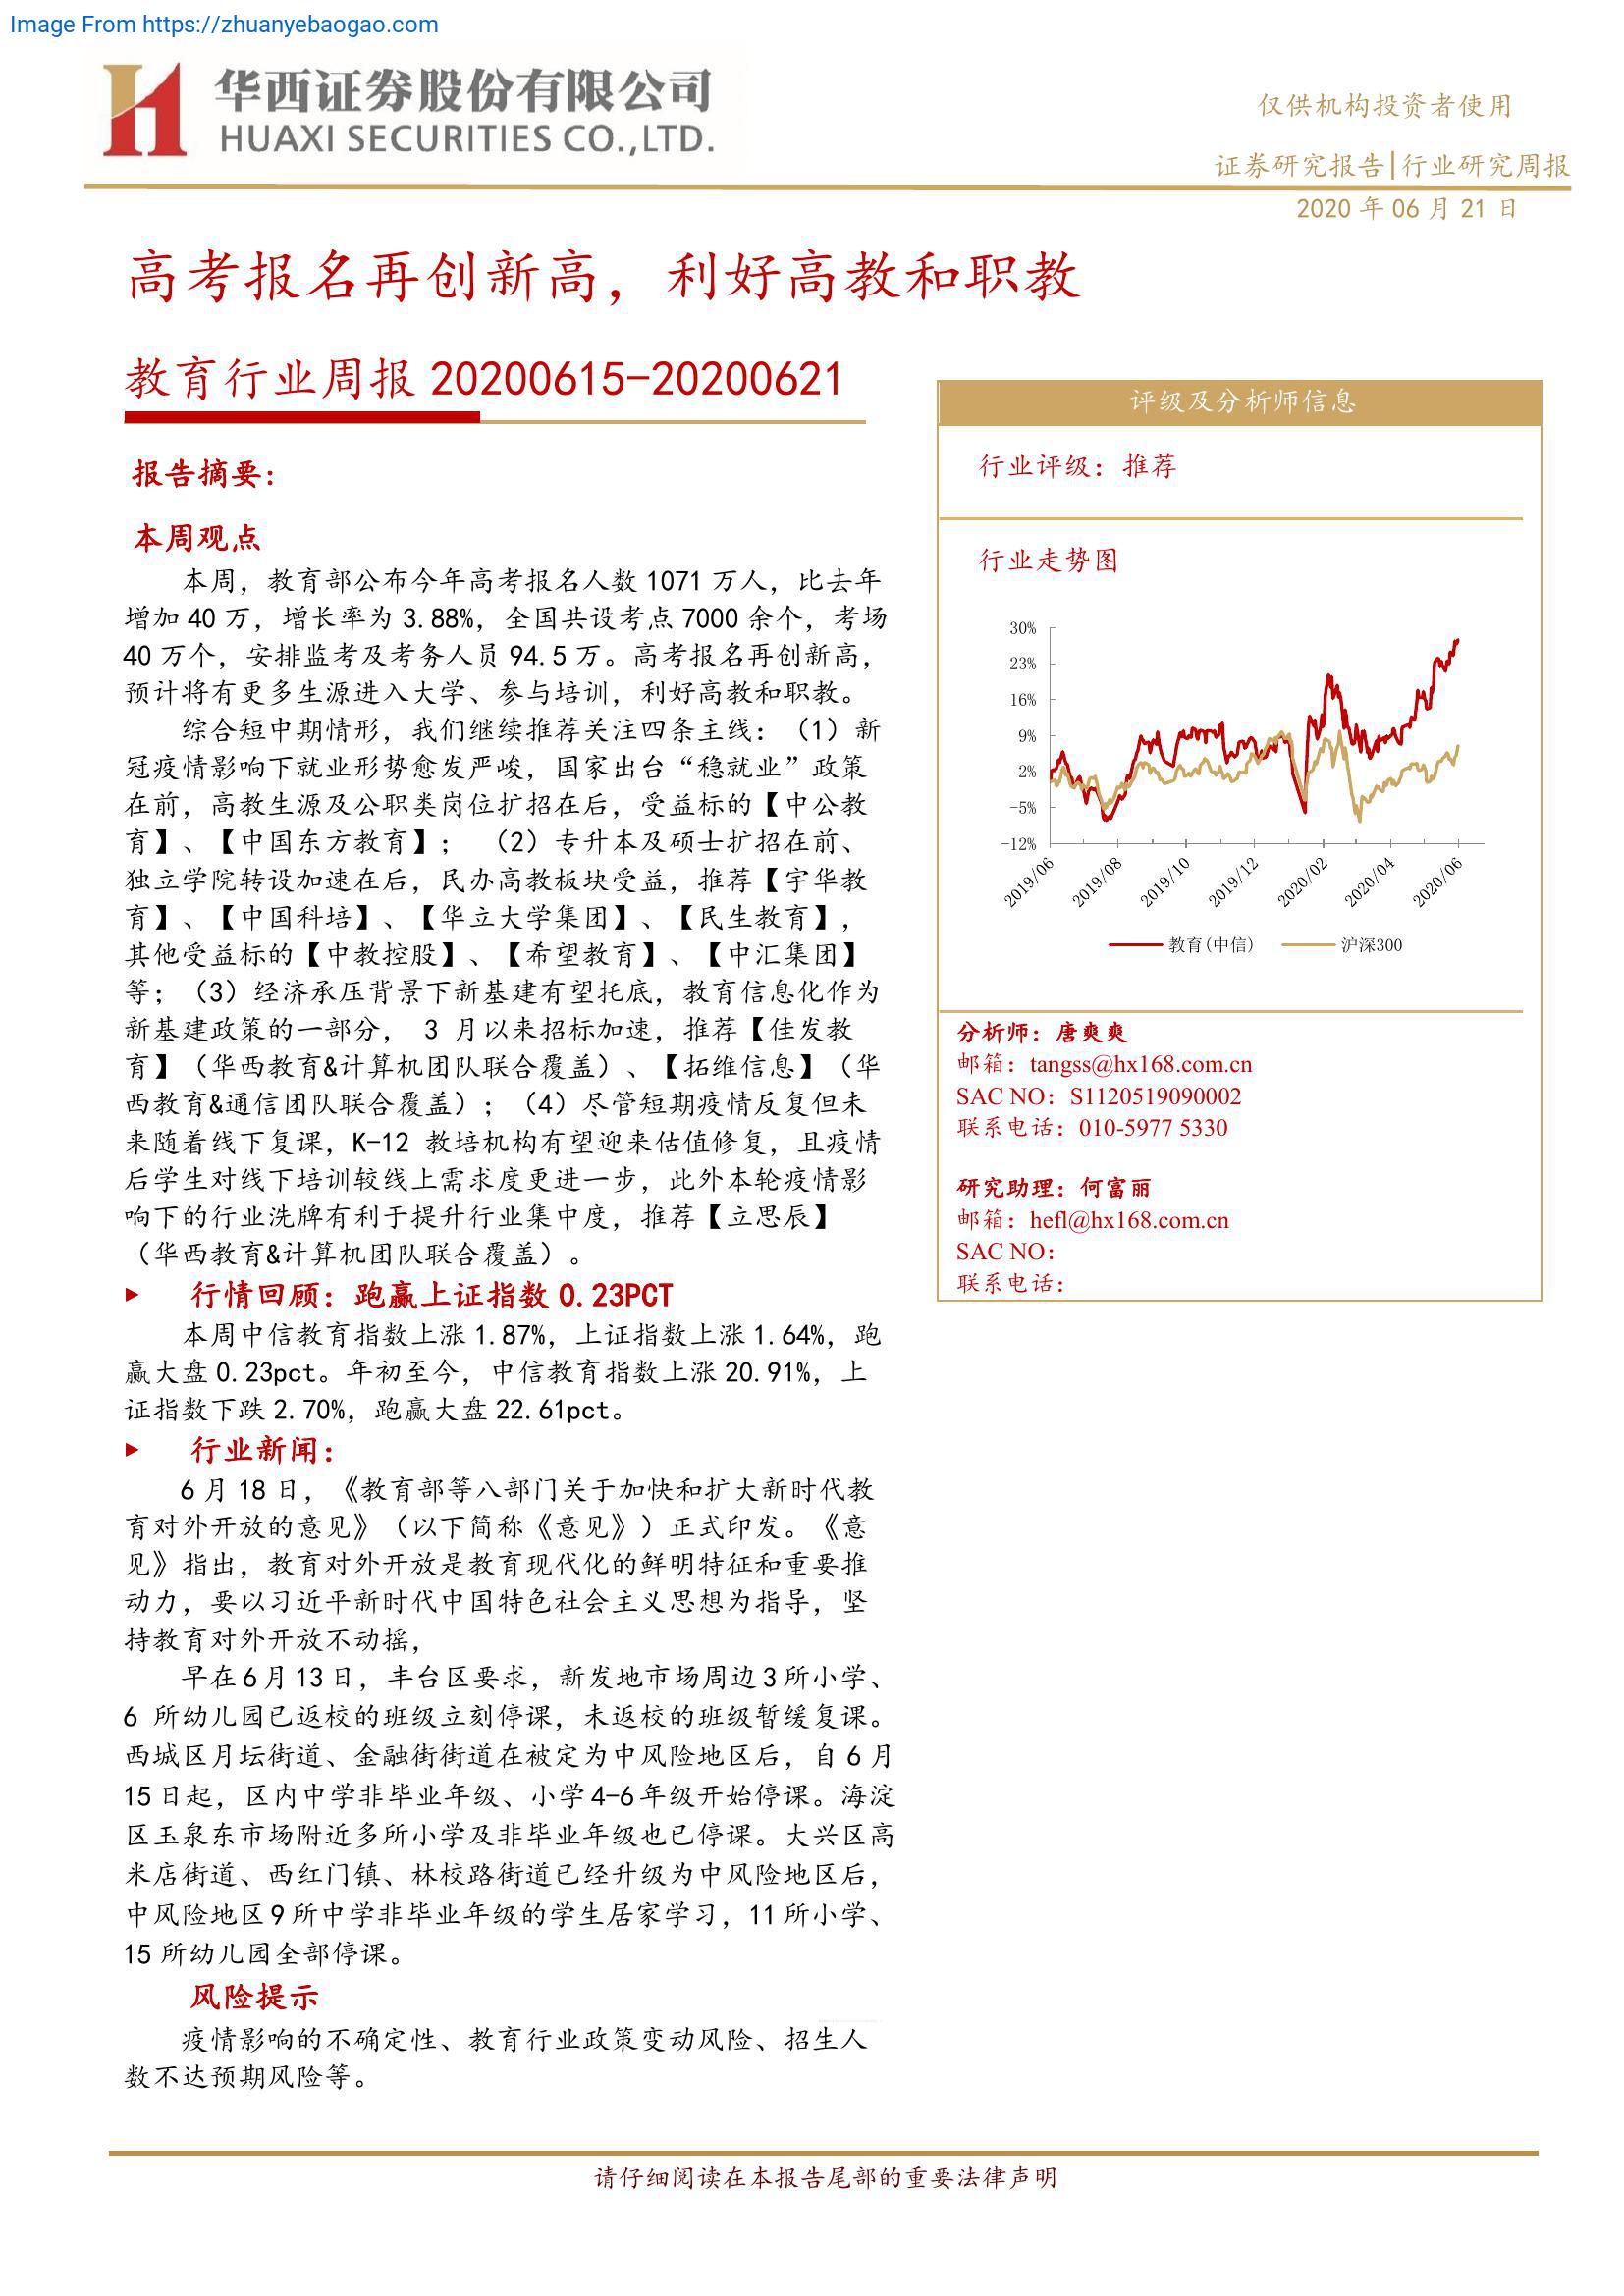 Image From https://zhuanyebaogao.com
华西证券股份有限公司
HUAXI SECURITIES CO.,LTD.
仅供机构投资者使用
证券研究报告|行业研究周报
2020 年 06 月 21 日
高考报名再创新高，利好高教和职教
教育行业周报 20200615-20200621
报告摘要：
本周观点
本周，教育部公布今年高考报名人数 1071 万人，比去年
增加 40 万，增长率为 3.88%，全国共设考点 7000 余个，考场
40 万个，安排监考及考务人员 94.5 万。高考报名再创新高，
预计将有更多生源进入大学、参与培训，利好高教和职教。
综合短中期情形，我们继续推荐关注四条主线：（1）新
冠疫情影响下就业形势愈发严峻，国家出台“稳就业”政策
在前，高教生源及公职类岗位扩招在后，受益标的【中公教
育】、【中国东方教育】； （2）专升本及硕士扩招在前、
独立学院转设加速在后，民办高教板块受益，推荐【宇华教
育】、【中国科培】、【华立大学集团】、【民生教育】，
其他受益标的【中教控股】、【希望教育】、【中汇集团】
等；（3）经济承压背景下新基建有望托底，教育信息化作为
新基建政策的一部分， 3 月以来招标加速，推荐【佳发教
育】（华西教育&计算机团队联合覆盖）、【拓维信息】（华
西教育&通信团队联合覆盖）；（4）尽管短期疫情反复但未
来随着线下复课，K-12 教培机构有望迎来估值修复，且疫情
后学生对线下培训较线上需求度更进一步，此外本轮疫情影
响下的行业洗牌有利于提升行业集中度，推荐【立思辰】
（华西教育&计算机团队联合覆盖）。
▶ 行情回顾：跑赢上证指数 0.23PCT
本周中信教育指数上涨 1.87%，上证指数上涨 1.64%，跑
赢大盘 0.23pct。年初至今，中信教育指数上涨 20.91%，上
证指数下跌 2.70%，跑赢大盘 22.61pct。
▶ 行业新闻：
6 月 18 日，《教育部等八部门关于加快和扩大新时代教
育对外开放的意见》（以下简称《意见》）正式印发。《意
见》指出，教育对外开放是教育现代化的鲜明特征和重要推
动力，要以习近平新时代中国特色社会主义思想为指导，坚
持教育对外开放不动摇，
早在 6 月 13 日，丰台区要求，新发地市场周边 3 所小学、
6 所幼儿园已返校的班级立刻停课，未返校的班级暂缓复课。
西城区月坛街道、金融街街道在被定为中风险地区后，自 6 月
15 日起，区内中学非毕业年级、小学 4-6 年级开始停课。海淀
区玉泉东市场附近多所小学及非毕业年级也已停课。大兴区高
米店街道、西红门镇、林校路街道已经升级为中风险地区后，
中风险地区 9 所中学非毕业年级的学生居家学习，11 所小学、
15 所幼儿园全部停课。
风险提示
疫情影响的不确定性、教育行业政策变动风险、招生人
数不达预期风险等。
评级及分析师信息
行业评级：推荐
行业走势图
30%
23%
16%
9%
2%
-5%
-12%
2019/06 2019/08 2019/10 2019/12 2020/02 2020/04 2020/06
教育(中信) 沪深300
分析师：唐爽爽
邮箱：tangss@hx168.com.cn
SAC NO：S1120519090002
联系电话：010-5977 5330
研究助理：何富丽
邮箱：hefl@hx168.com.cn
SAC NO：
联系电话：
请仔细阅读在本报告尾部的重要法律声明